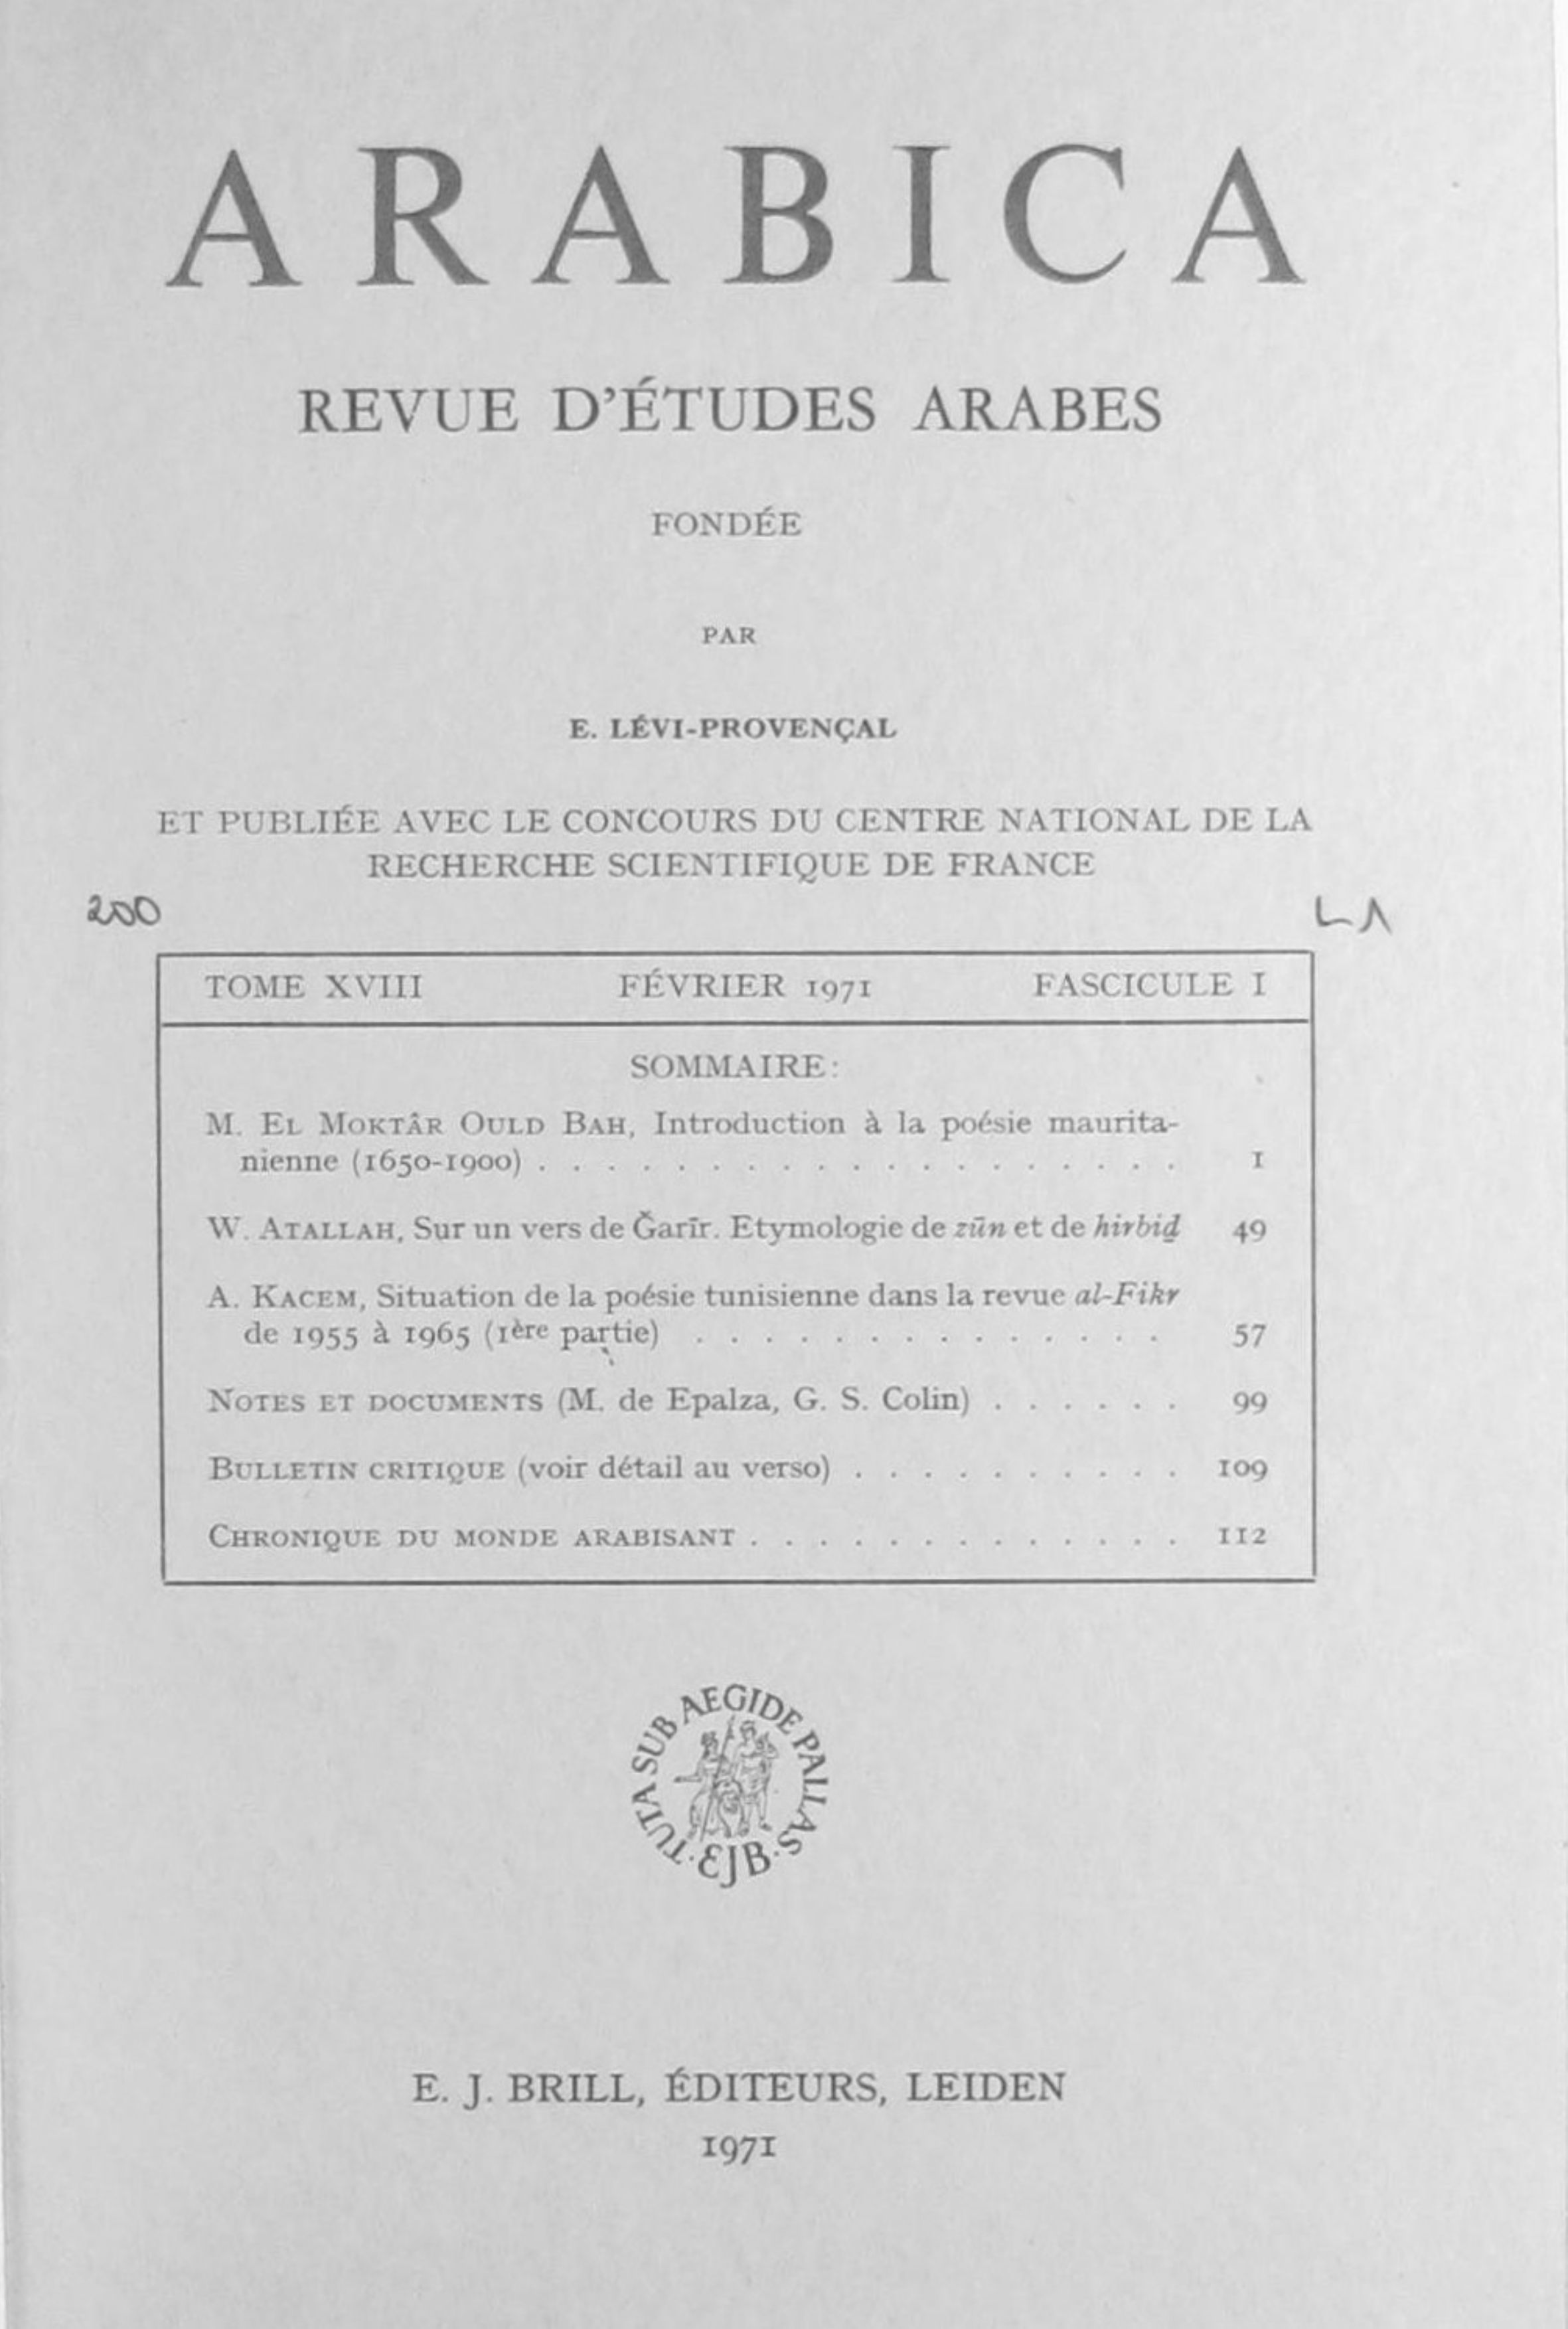 ARABICA
REVUE D'ÉTUDES ARABES
FONDÉE
PAR
E. LÉVI-PROVENÇAL
ET PUBLIÉE AVEC LE CONCOURS DU CENTRE NATIONAL DE LA
RECHERCHE SCIENTIFIQUE DE FRANCE
200 L1
TOME XVIII FÉVRIER 1971 FASCICULE I
SOMMAIRE:
M. EL MOKTÂR OULD BAH, Introduction à la poésie maurita-
nienne (1650-1900) . . . . . . . . . . . . . . . . . . . 1
W. ATALLAH, Sur un vers de Ǧarīr. Etymologie de zūn et de hirbiḏ 49
A. KACEM, Situation de la poésie tunisienne dans la revue al-Fikr
de 1955 à 1965 (1ère partie) . . . . . . . . . . . . . . 57
NOTES ET DOCUMENTS (M. de Epalza, G. S. Colin) . . . . . . 99
BULLETIN CRITIQUE (voir détail au verso) . . . . . . . . . . 109
CHRONIQUE DU MONDE ARABISANT . . . . . . . . . . . . . 112
TUTA SUB AEGIDE PALLAS
EJB
E. J. BRILL, ÉDITEURS, LEIDEN
1971